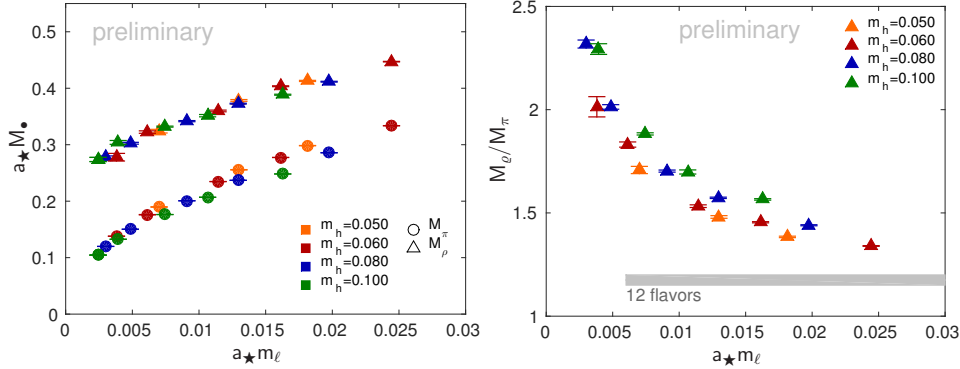 preliminary
0.5
0.4
0.3
0.2
0.1
0
a★M•
m_h=0.050
m_h=0.060
m_h=0.080
m_h=0.100
M_π
M_ρ
0 0.005 0.01 0.015 0.02 0.025 0.03
a★m_ℓ
preliminary
2.5
2
1.5
1
M_ϱ/M_π
m_h=0.050
m_h=0.060
m_h=0.080
m_h=0.100
12 flavors
0 0.005 0.01 0.015 0.02 0.025 0.03
a★m_ℓ